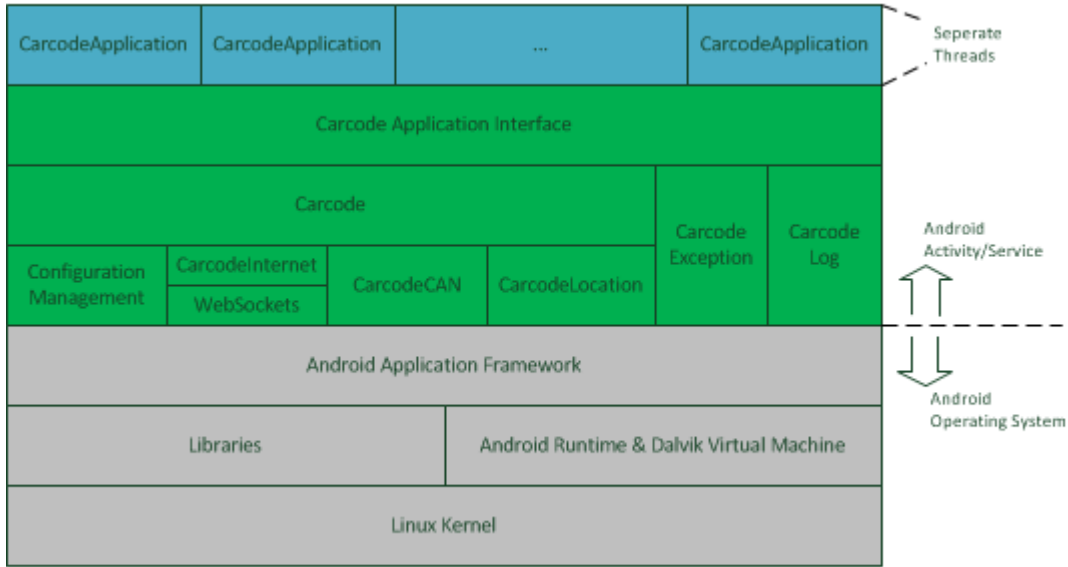 CarcodeApplication
CarcodeApplication
...
CarcodeApplication
Seperate
Threads
Carcode Application Interface
Carcode
Carcode
Exception
Carcode
Log
Android
Activity/Service
Configuration
Management
CarcodeInternet
WebSockets
CarcodeCAN
CarcodeLocation
Android Application Framework
Android
Operating System
Libraries
Android Runtime & Dalvik Virtual Machine
Linux Kernel